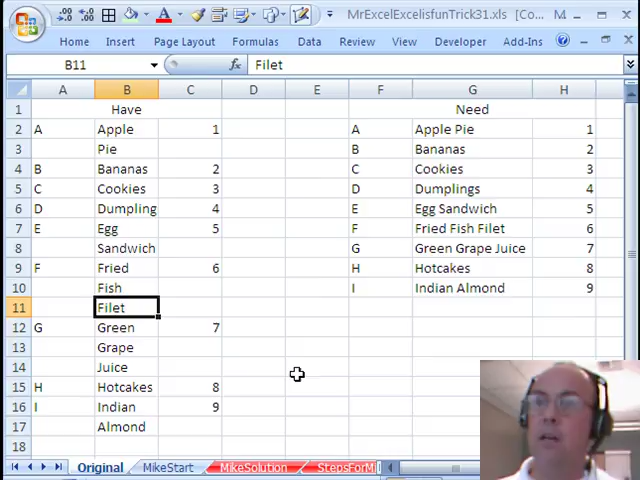 MrExcelExcelisfunTrick31.xls [Co...
Home Insert Page Layout Formulas Data Review View Developer Add-Ins
B11 fx Filet
A B C D E F G H
1 Have Need
2 A Apple 1 A Apple Pie 1
3 Pie B Bananas 2
4 B Bananas 2 C Cookies 3
5 C Cookies 3 D Dumplings 4
6 D Dumpling 4 E Egg Sandwich 5
7 E Egg 5 F Fried Fish Filet 6
8 Sandwich G Green Grape Juice 7
9 F Fried 6 H Hotcakes 8
10 Fish I Indian Almond 9
11 Filet
12 G Green 7
13 Grape
14 Juice
15 H Hotcakes 8
16 I Indian 9
17 Almond
18
Original MikeStart MikeSolution StepsForMi